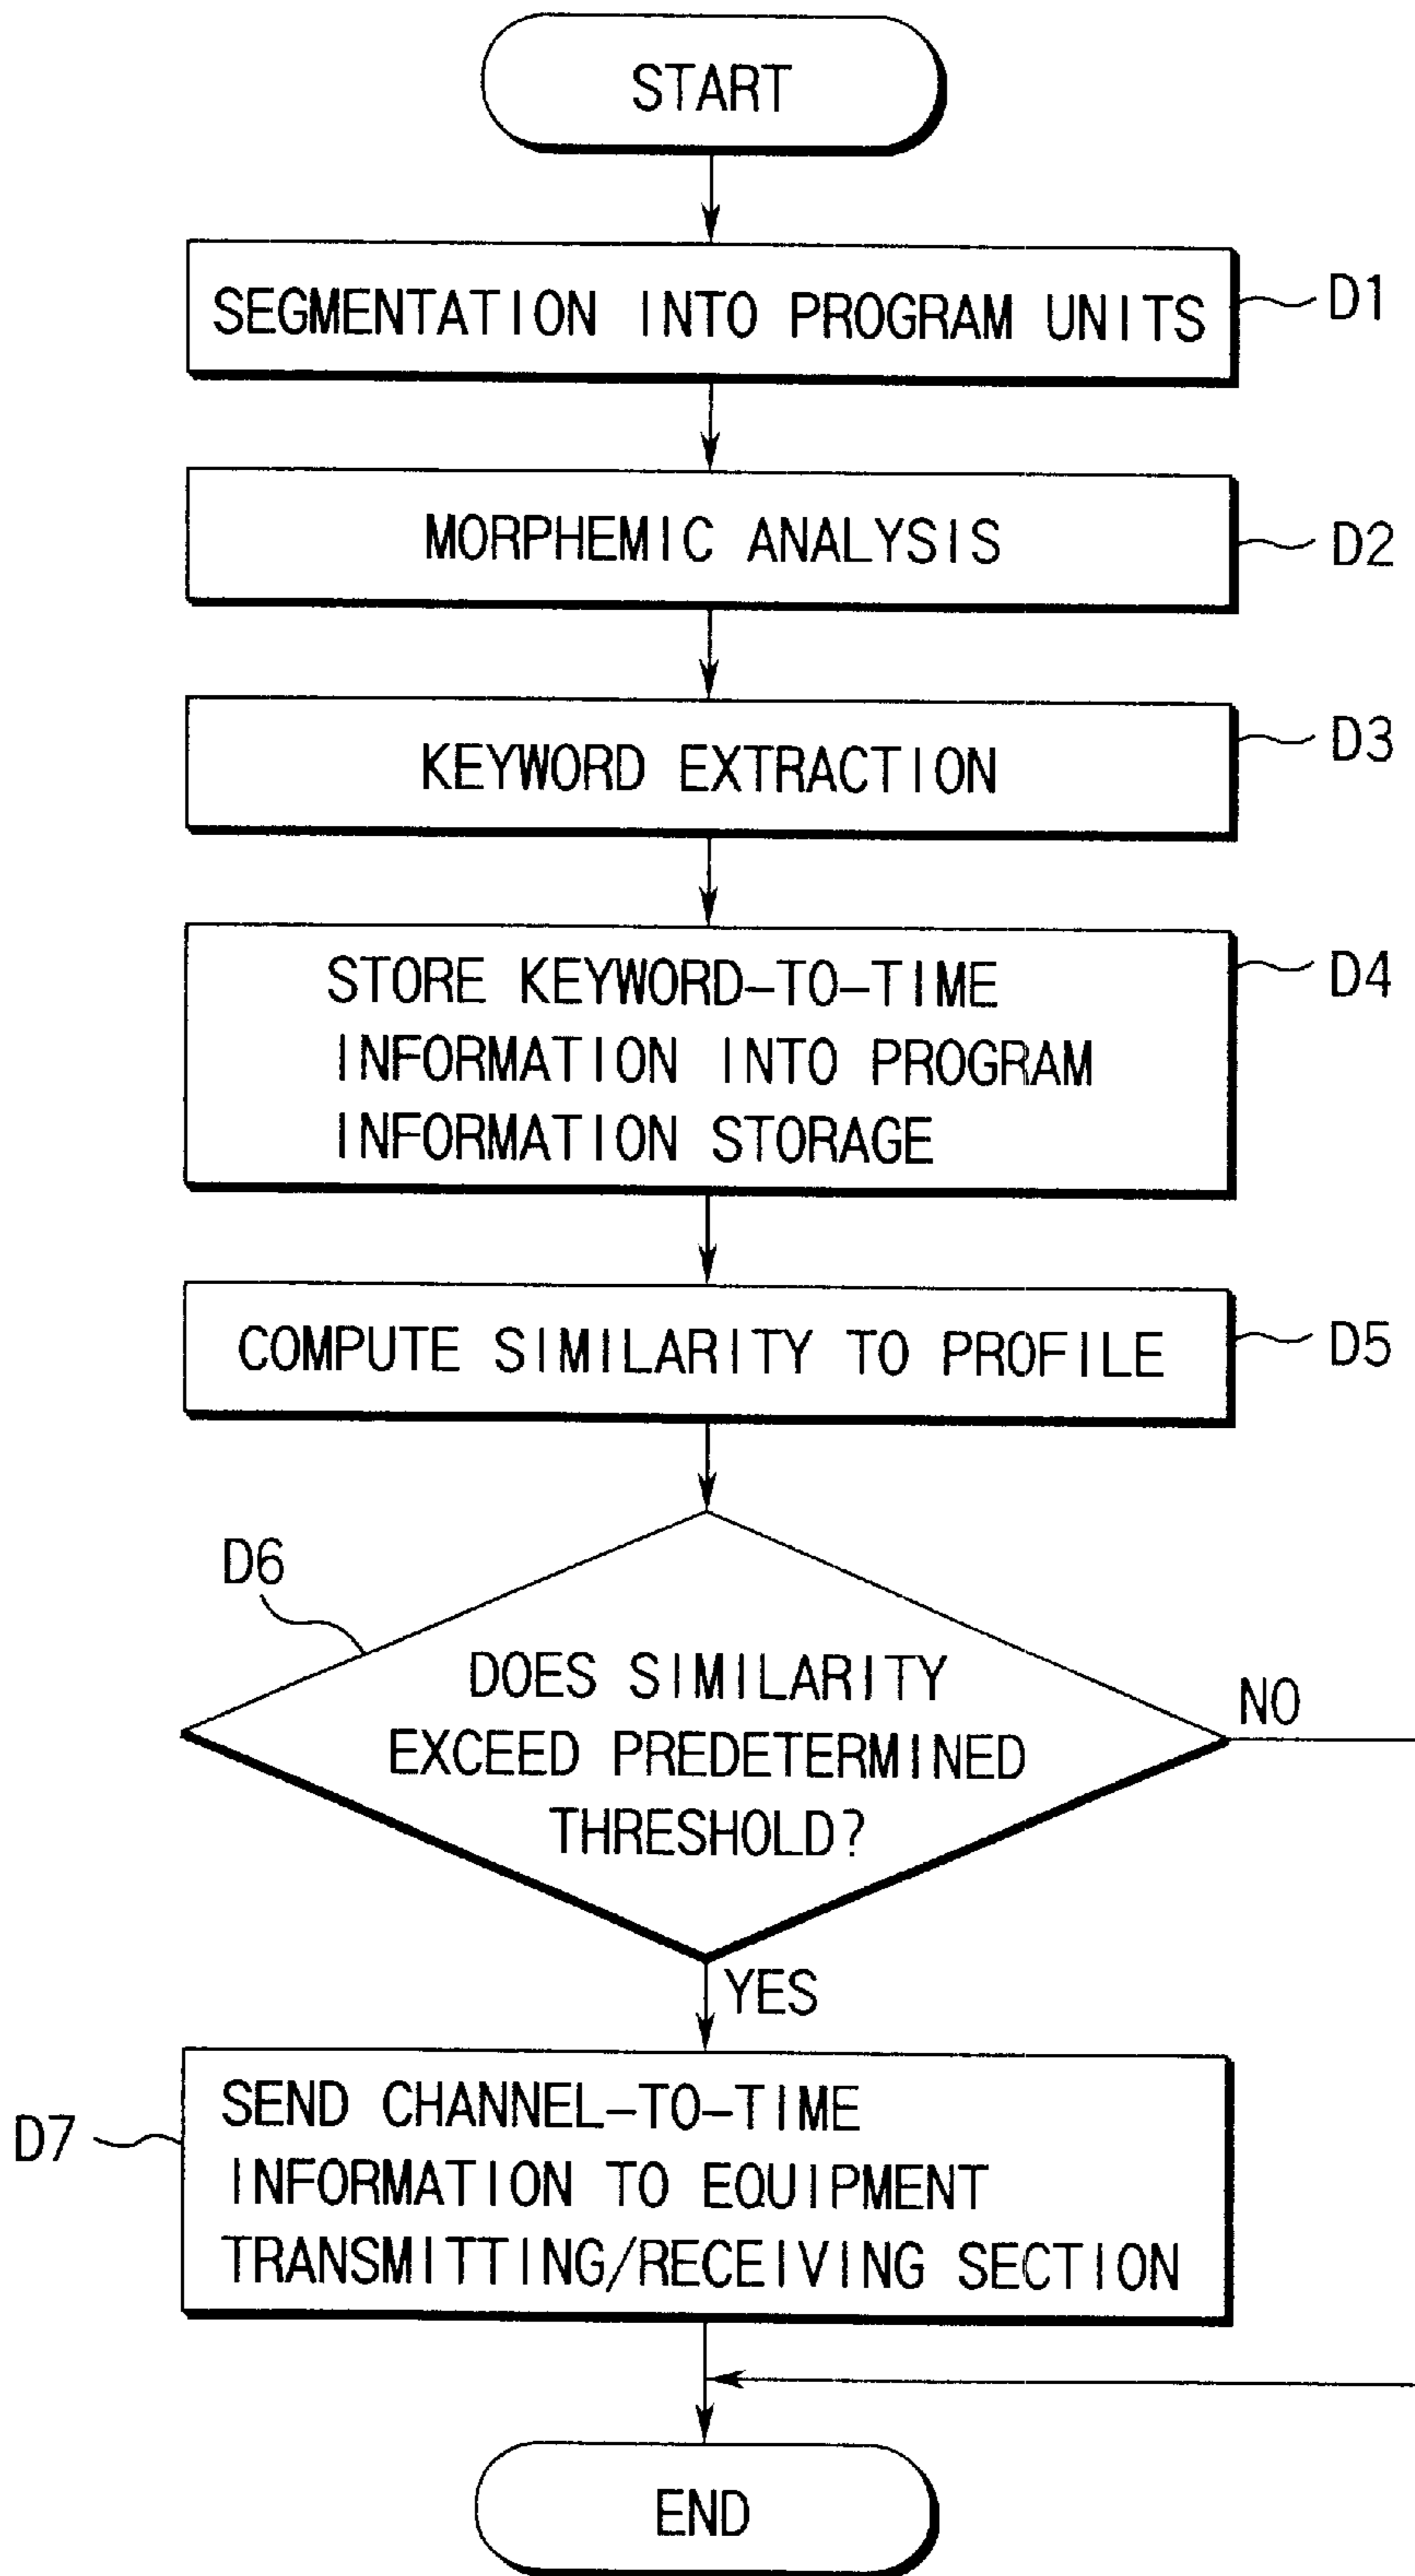 START
SEGMENTATION INTO PROGRAM UNITS
D1
MORPHEMIC ANALYSIS
D2
KEYWORD EXTRACTION
D3
STORE KEYWORD-TO-TIME
INFORMATION INTO PROGRAM
INFORMATION STORAGE
D4
COMPUTE SIMILARITY TO PROFILE
D5
D6
DOES SIMILARITY
EXCEED PREDETERMINED
THRESHOLD?
NO
YES
D7
SEND CHANNEL-TO-TIME
INFORMATION TO EQUIPMENT
TRANSMITTING/RECEIVING SECTION
END